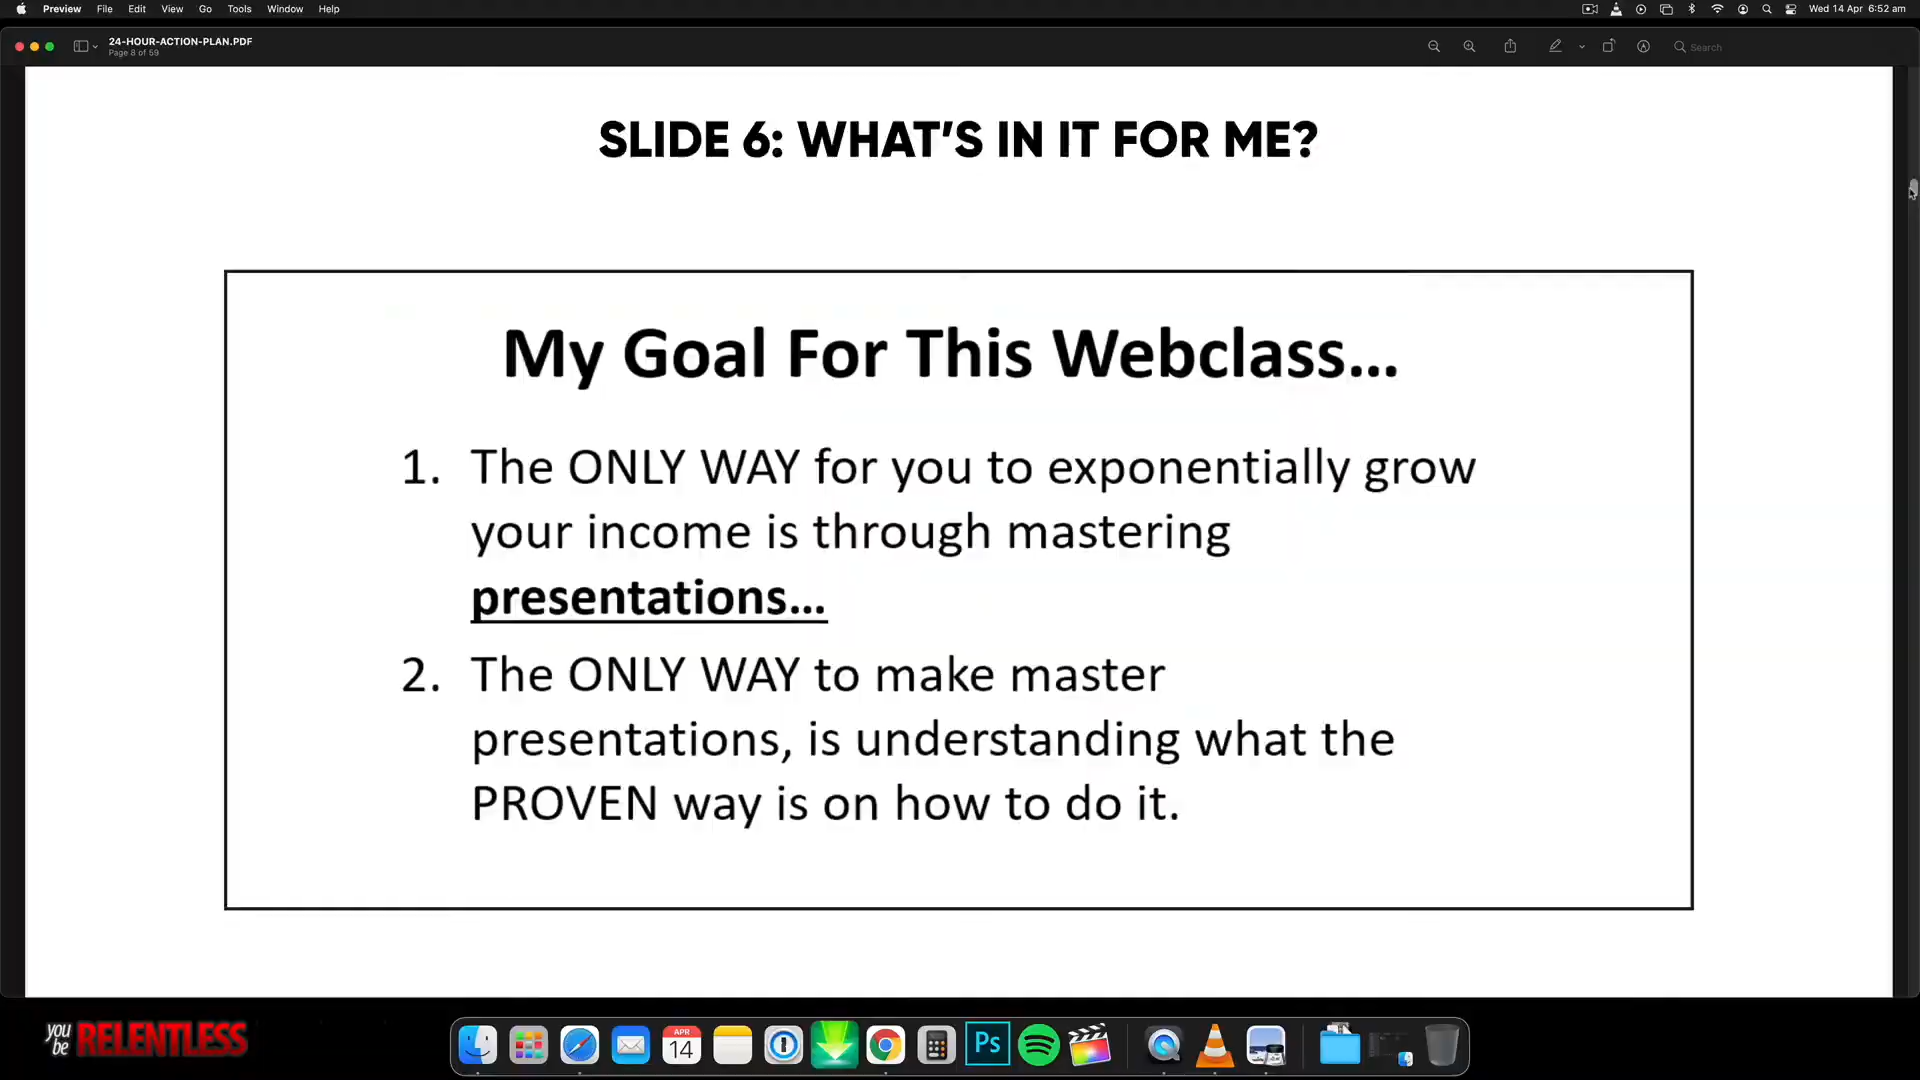 Preview File Edit View Go Tools Window Help
Wed 14 Apr 6:52 am
24-HOUR-ACTION-PLAN.PDF
Page 8 of 59
Search
SLIDE 6: WHAT'S IN IT FOR ME?
My Goal For This Webclass...
1. The ONLY WAY for you to exponentially grow
your income is through mastering
presentations...
2. The ONLY WAY to make master
presentations, is understanding what the
PROVEN way is on how to do it.
you
be RELENTLESS
APR
14
Ps